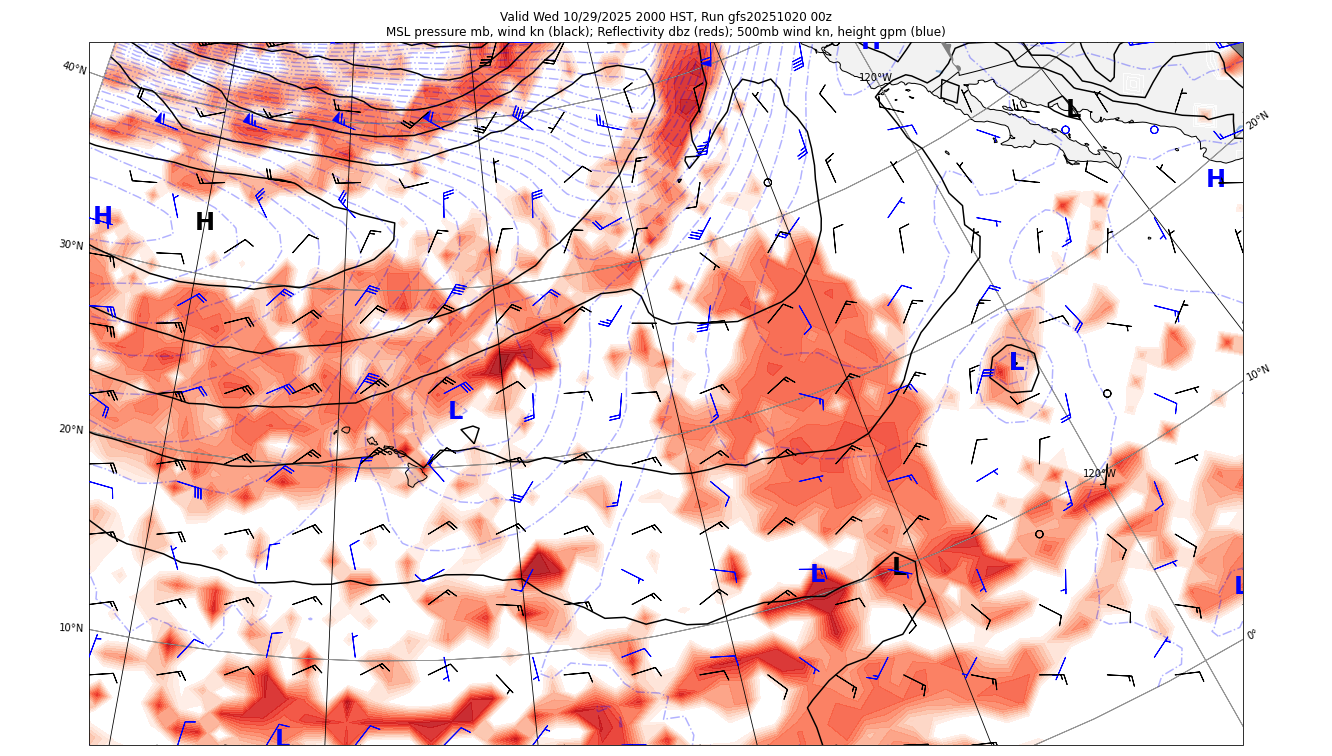 Valid Wed 10/29/2025 2000 HST, Run gfs20251020 00z
MSL pressure mb, wind kn (black); Reflectivity dbz (reds); 500mb wind kn, height gpm (blue)
H
40°N
120°W
L
20°N
H
H
H
30°N
L
10°N
L
20°N
120°W
L
L
L
10°N
0°
L